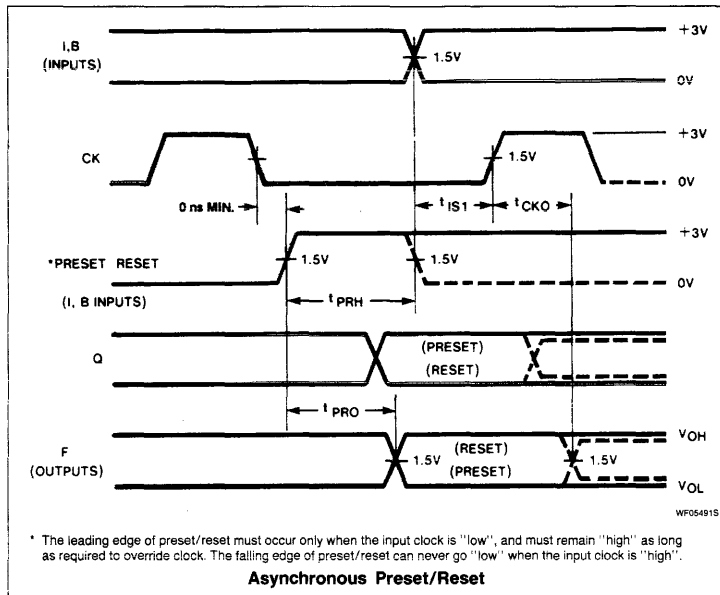 I,B
(INPUTS)
+3V
1.5V
0V
CK
+3V
1.5V
0V
0 ns MIN.
t IS1
t CKO
*PRESET RESET
(I, B INPUTS)
+3V
1.5V
1.5V
0V
t PRH
Q
(PRESET)
(RESET)
t PRO
F
(OUTPUTS)
(RESET)
(PRESET)
1.5V
1.5V
VOH
VOL
WF05491S
* The leading edge of preset/reset must occur only when the input clock is "low", and must remain "high" as long
as required to override clock. The falling edge of preset/reset can never go "low" when the input clock is "high".
Asynchronous Preset/Reset